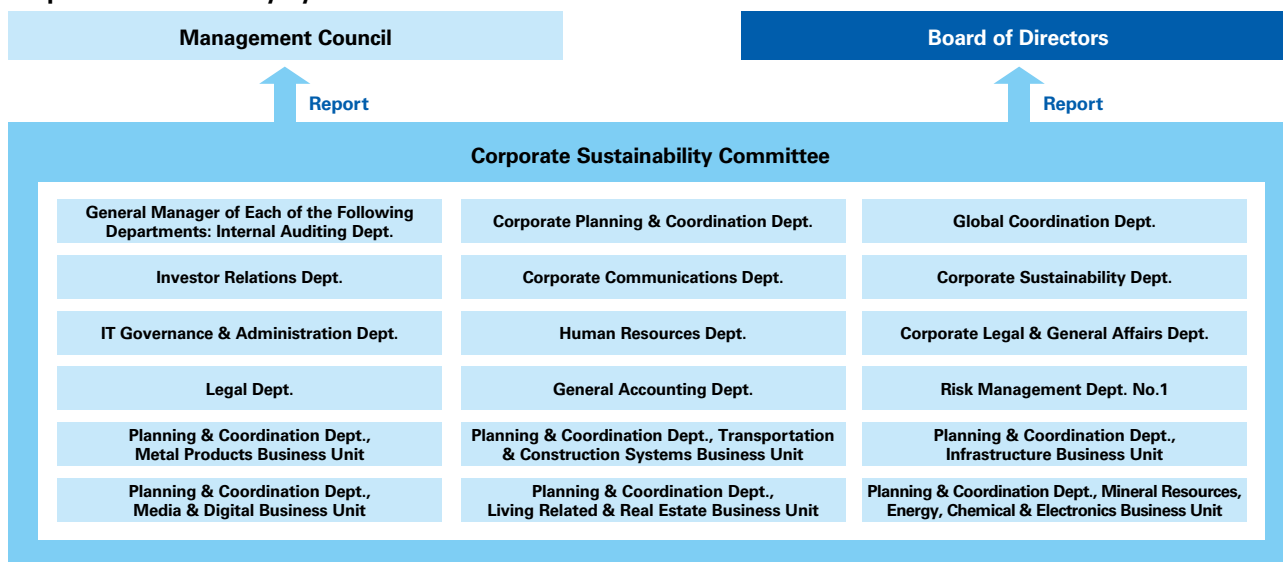 Management Council
Board of Directors
Report
Report
Corporate Sustainability Committee
General Manager of Each of the Following
Departments: Internal Auditing Dept.
Corporate Planning & Coordination Dept.
Global Coordination Dept.
Investor Relations Dept.
Corporate Communications Dept.
Corporate Sustainability Dept.
IT Governance & Administration Dept.
Human Resources Dept.
Corporate Legal & General Affairs Dept.
Legal Dept.
General Accounting Dept.
Risk Management Dept. No.1
Planning & Coordination Dept.,
Metal Products Business Unit
Planning & Coordination Dept., Transportation
& Construction Systems Business Unit
Planning & Coordination Dept.,
Infrastructure Business Unit
Planning & Coordination Dept.,
Media & Digital Business Unit
Planning & Coordination Dept.,
Living Related & Real Estate Business Unit
Planning & Coordination Dept., Mineral Resources,
Energy, Chemical & Electronics Business Unit